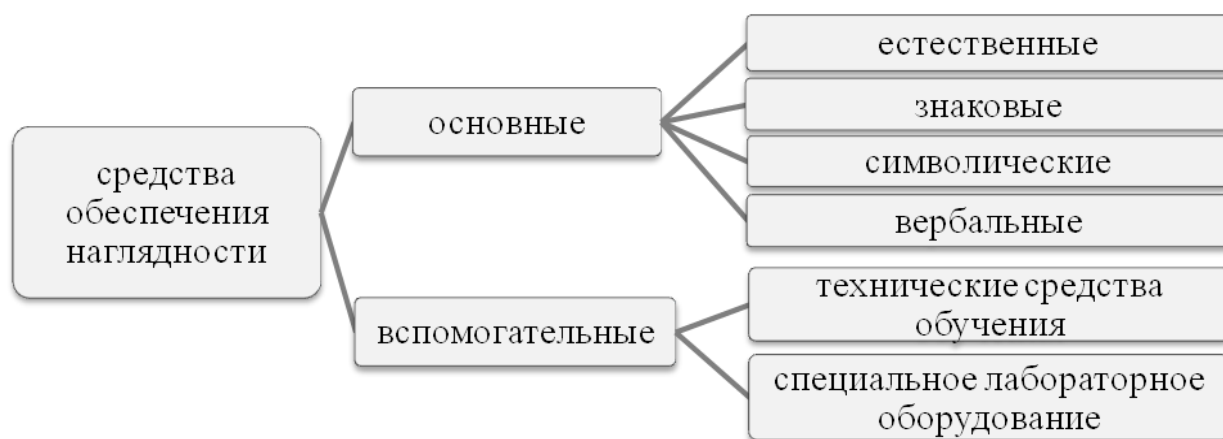 средства
обеспечения
наглядности
основные
естественные
знаковые
символические
вербальные
вспомогательные
технические средства
обучения
специальное лабораторное
оборудование